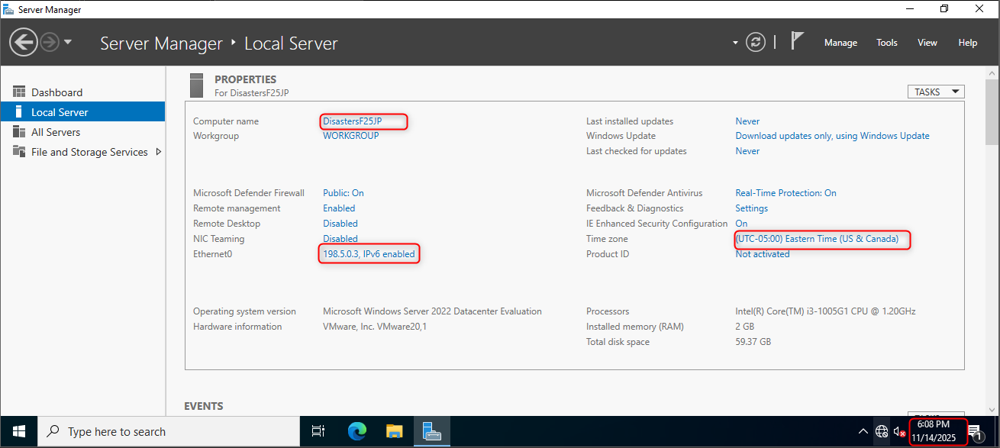 Server Manager
Server Manager ‣ Local Server
Manage Tools View Help
Dashboard
Local Server
All Servers
File and Storage Services
PROPERTIES
For DisastersF25JP
TASKS
Computer name DisastersF25JP
Workgroup WORKGROUP
Last installed updates Never
Windows Update Download updates only, using Windows Update
Last checked for updates Never
Microsoft Defender Firewall Public: On
Remote management Enabled
Remote Desktop Disabled
NIC Teaming Disabled
Ethernet0 198.5.0.3, IPv6 enabled
Microsoft Defender Antivirus Real-Time Protection: On
Feedback & Diagnostics Settings
IE Enhanced Security Configuration On
Time zone (UTC-05:00) Eastern Time (US & Canada)
Product ID Not activated
Operating system version Microsoft Windows Server 2022 Datacenter Evaluation
Hardware information VMware, Inc. VMware20,1
Processors Intel(R) Core(TM) i3-1005G1 CPU @ 1.20GHz
Installed memory (RAM) 2 GB
Total disk space 59.37 GB
EVENTS
Type here to search
6:08 PM
11/14/2025
1